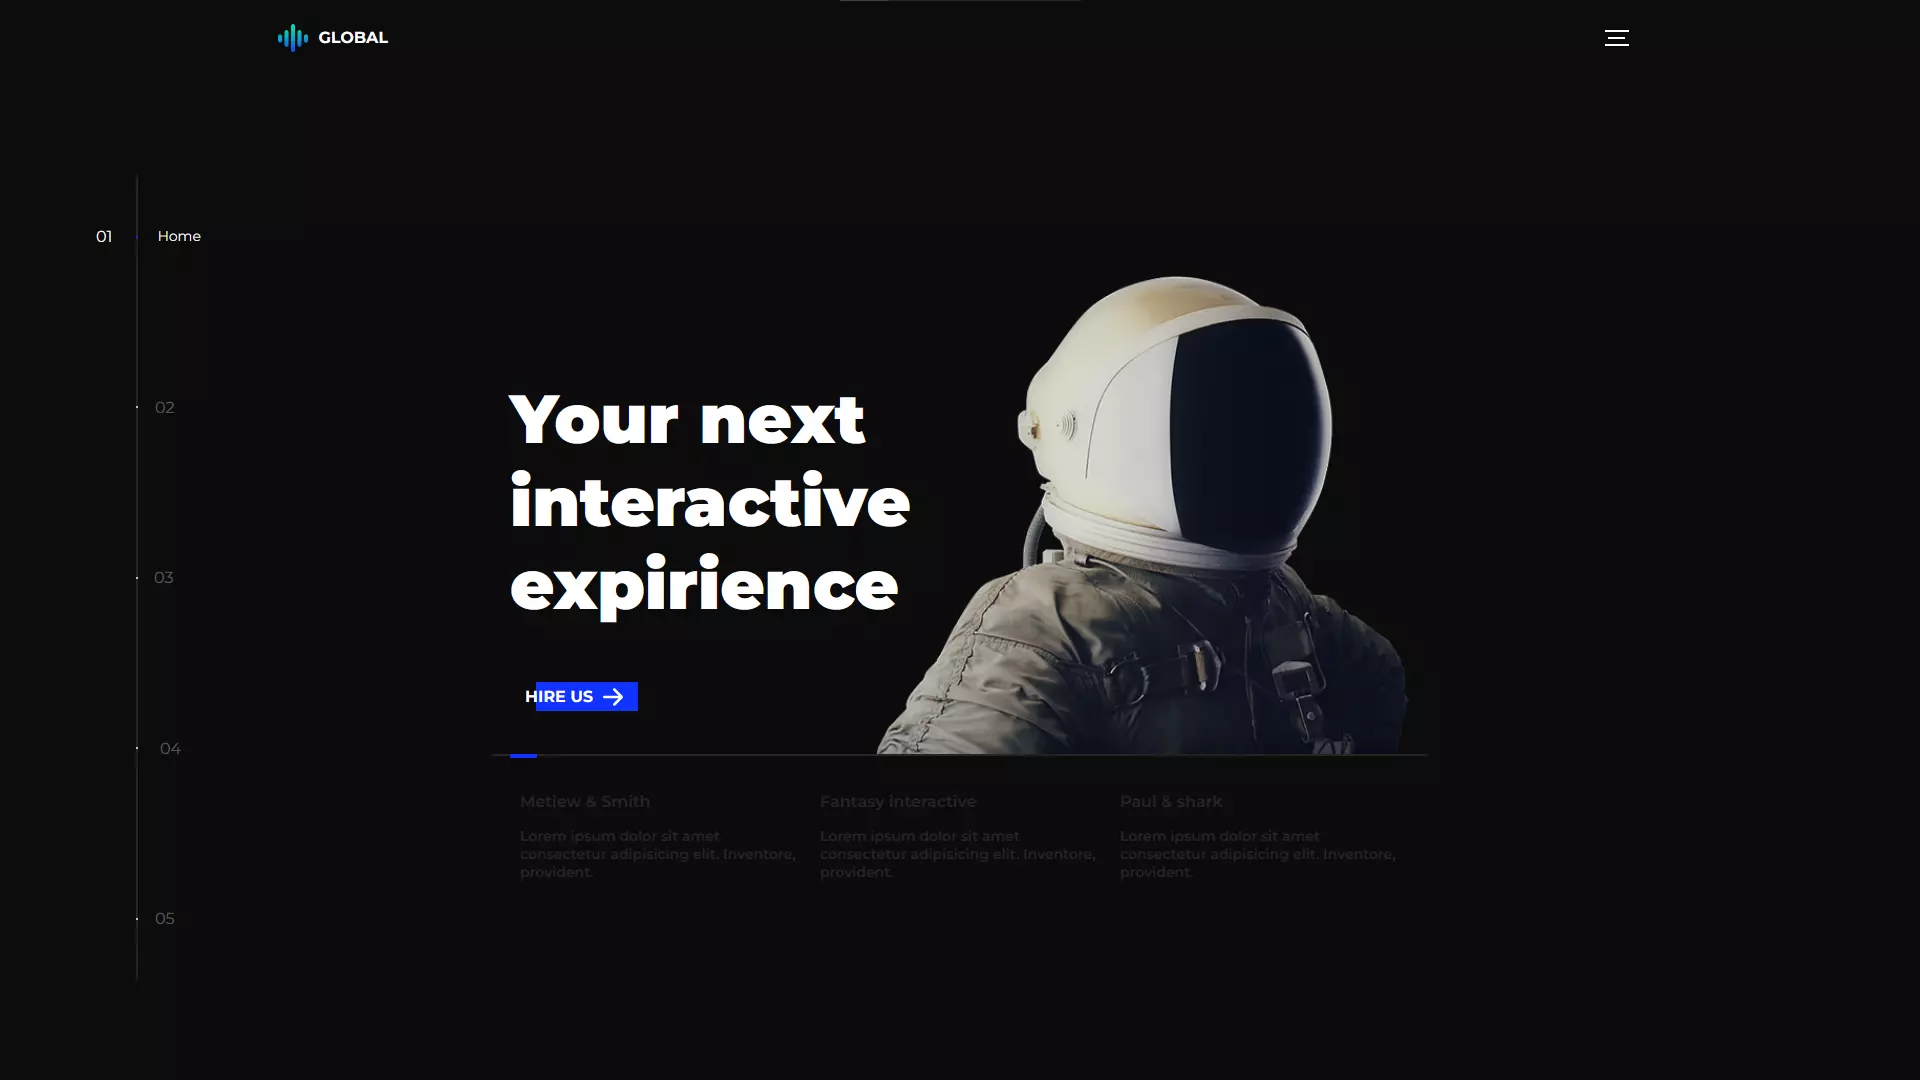 GLOBAL
01 Home
02
03
04
05
Your next
interactive
expirience
HIRE US
Metiew & Smith
Lorem ipsum dolor sit amet
consectetur adipisicing elit. Inventore,
provident.
Fantasy interactive
Lorem ipsum dolor sit amet
consectetur adipisicing elit. Inventore,
provident.
Paul & shark
Lorem ipsum dolor sit amet
consectetur adipisicing elit. Inventore,
provident.